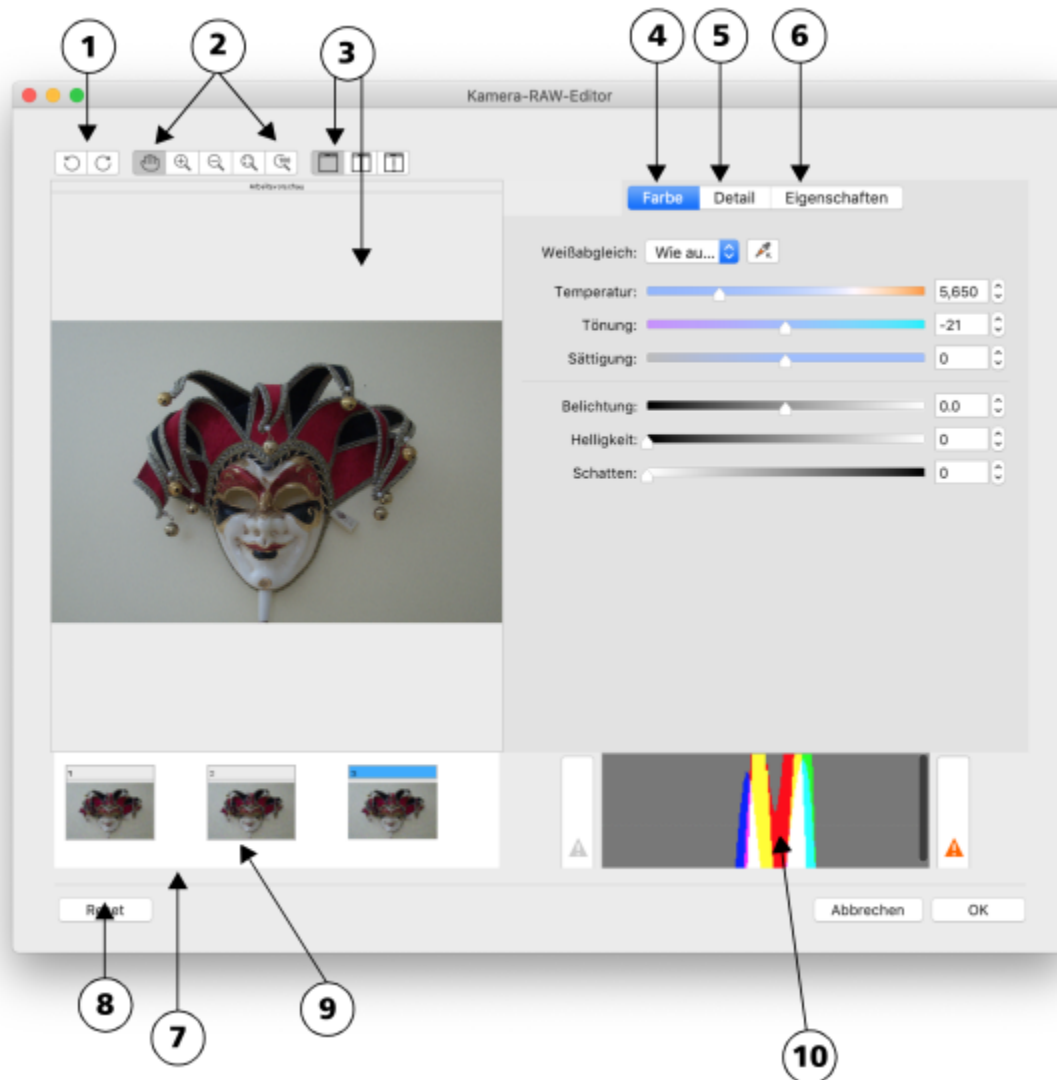 1
2
3
4
5
6
Kamera-RAW-Editor
Arbeitsvorschau
Farbe
Detail
Eigenschaften
Weißabgleich:
Wie au...
Temperatur:
5,650
Tönung:
-21
Sättigung:
0
Belichtung:
0.0
Helligkeit:
0
Schatten:
0
1
2
3
Abbrechen
OK
8
7
9
10